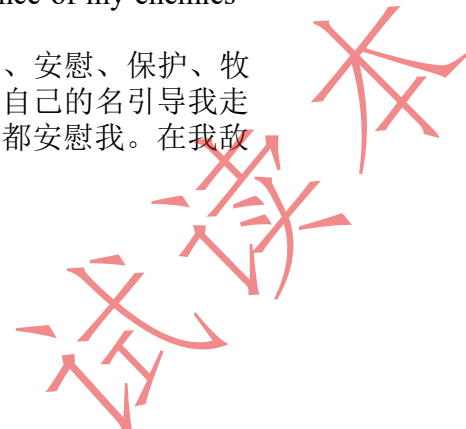 nce of my enemies
、安慰、保护、牧
自己的名引导我走
都安慰我。在我敌
试读本